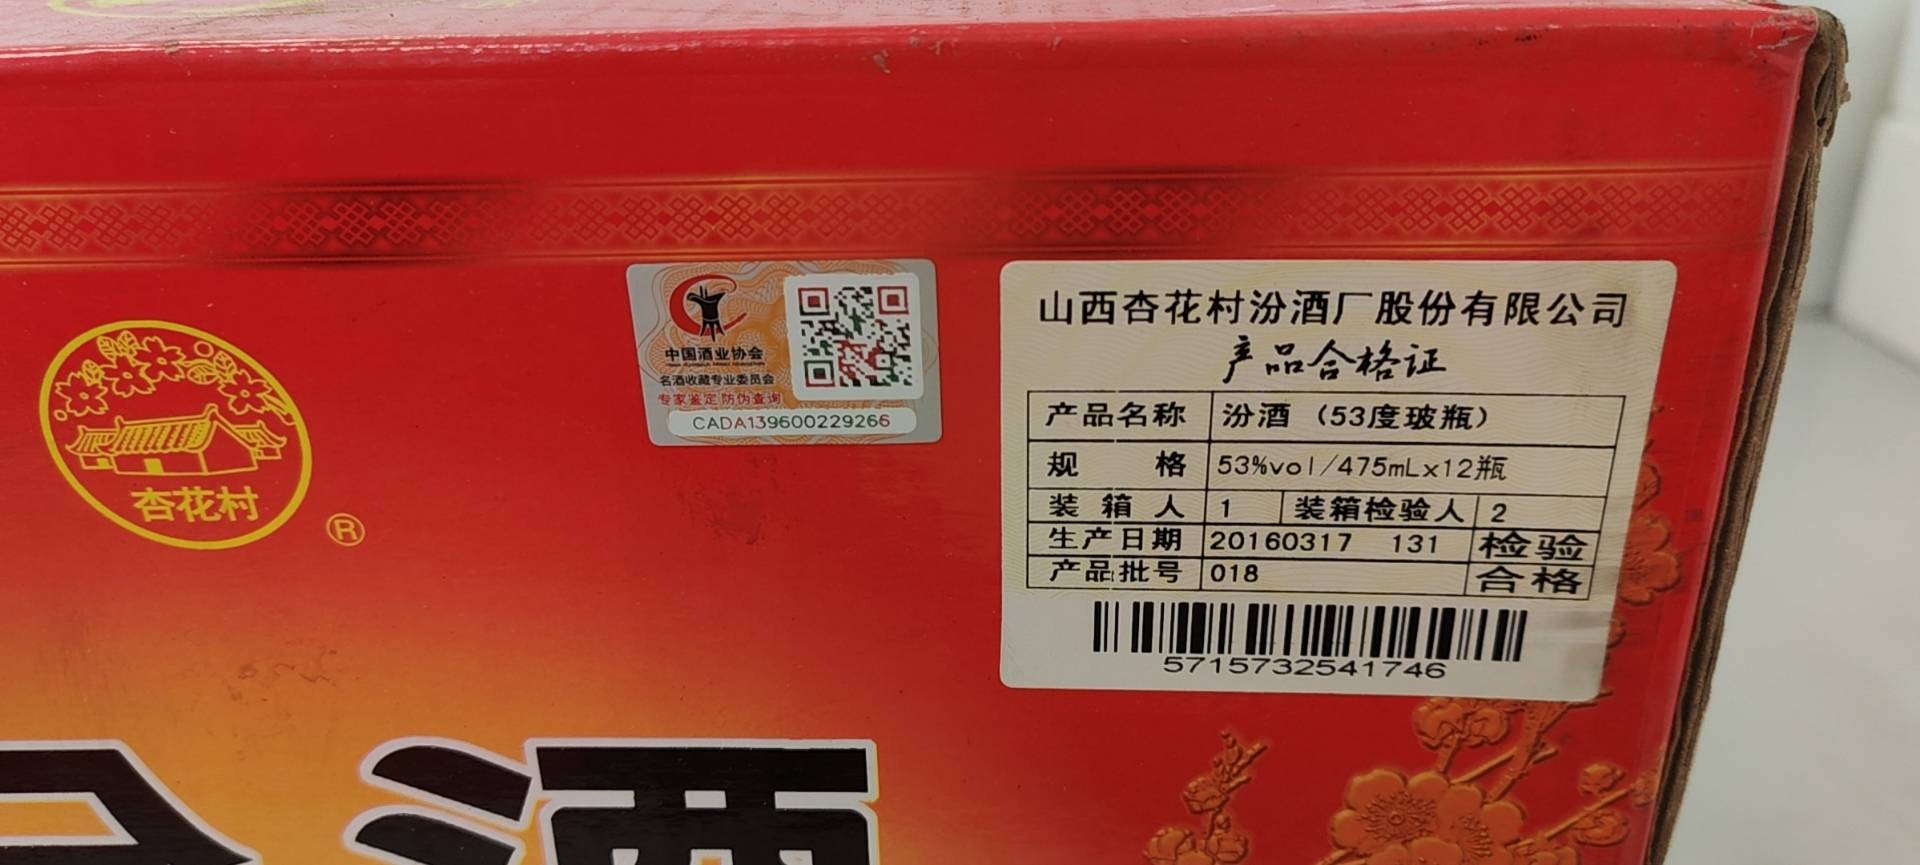 杏花村
®
中国酒业协会
名酒收藏专业委员会
专家鉴定 防伪查询
CADA139600229266
山西杏花村汾酒厂股份有限公司
产品合格证
产品名称 汾酒（53度玻瓶）
规 格 53%vol/475mLx12瓶
装箱人 1 装箱检验人 2
生产日期 20160317 131 检验
产品批号 018 合格
5715732541746
酒